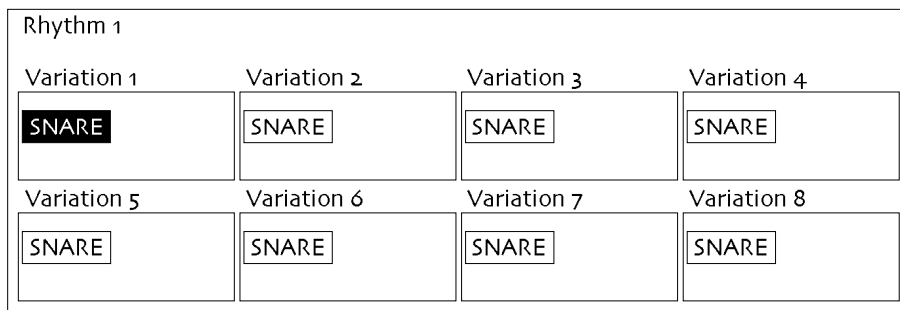 Rhythm 1
Variation 1 Variation 2 Variation 3 Variation 4
SNARE SNARE SNARE SNARE
Variation 5 Variation 6 Variation 7 Variation 8
SNARE SNARE SNARE SNARE